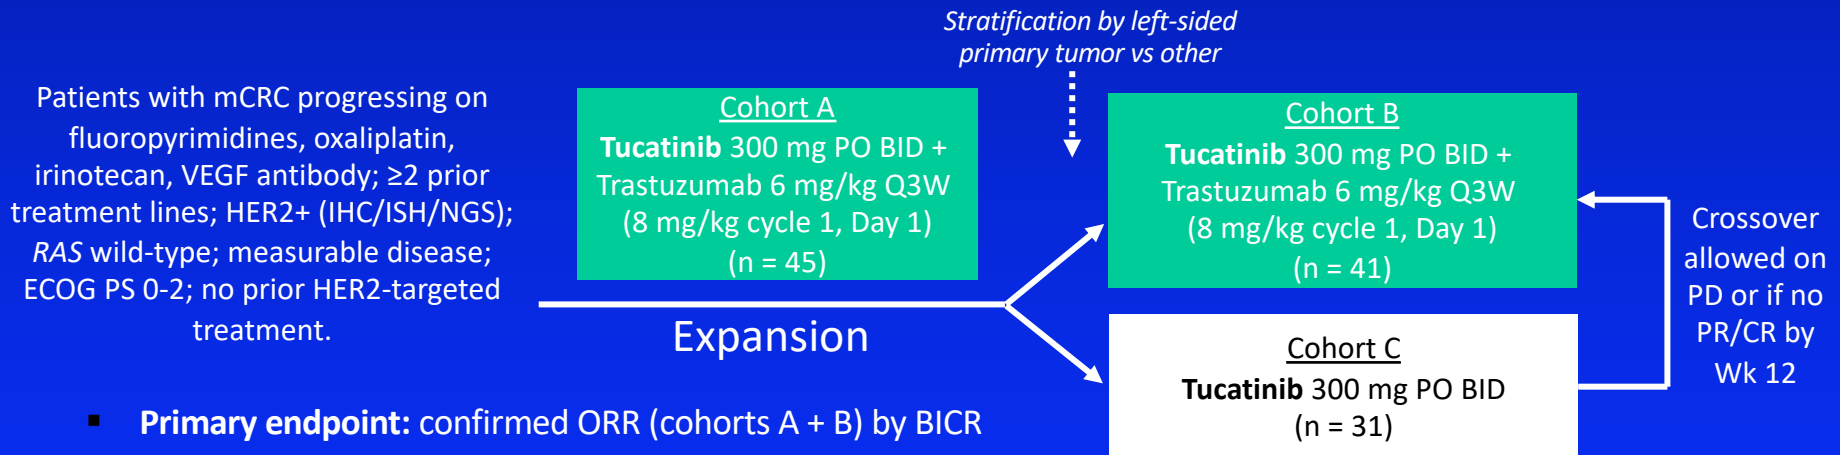 Stratification by left-sided
primary tumor vs other
Patients with mCRC progressing on
fluoropyrimidines, oxaliplatin,
irinotecan, VEGF antibody; ≥2 prior
treatment lines; HER2+ (IHC/ISH/NGS);
RAS wild-type; measurable disease;
ECOG PS 0-2; no prior HER2-targeted
treatment.
Cohort A
Tucatinib 300 mg PO BID +
Trastuzumab 6 mg/kg Q3W
(8 mg/kg cycle 1, Day 1)
(n = 45)
Expansion
Cohort B
Tucatinib 300 mg PO BID +
Trastuzumab 6 mg/kg Q3W
(8 mg/kg cycle 1, Day 1)
(n = 41)
Cohort C
Tucatinib 300 mg PO BID
(n = 31)
Crossover
allowed on
PD or if no
PR/CR by
Wk 12
▪ Primary endpoint: confirmed ORR (cohorts A + B) by BICR